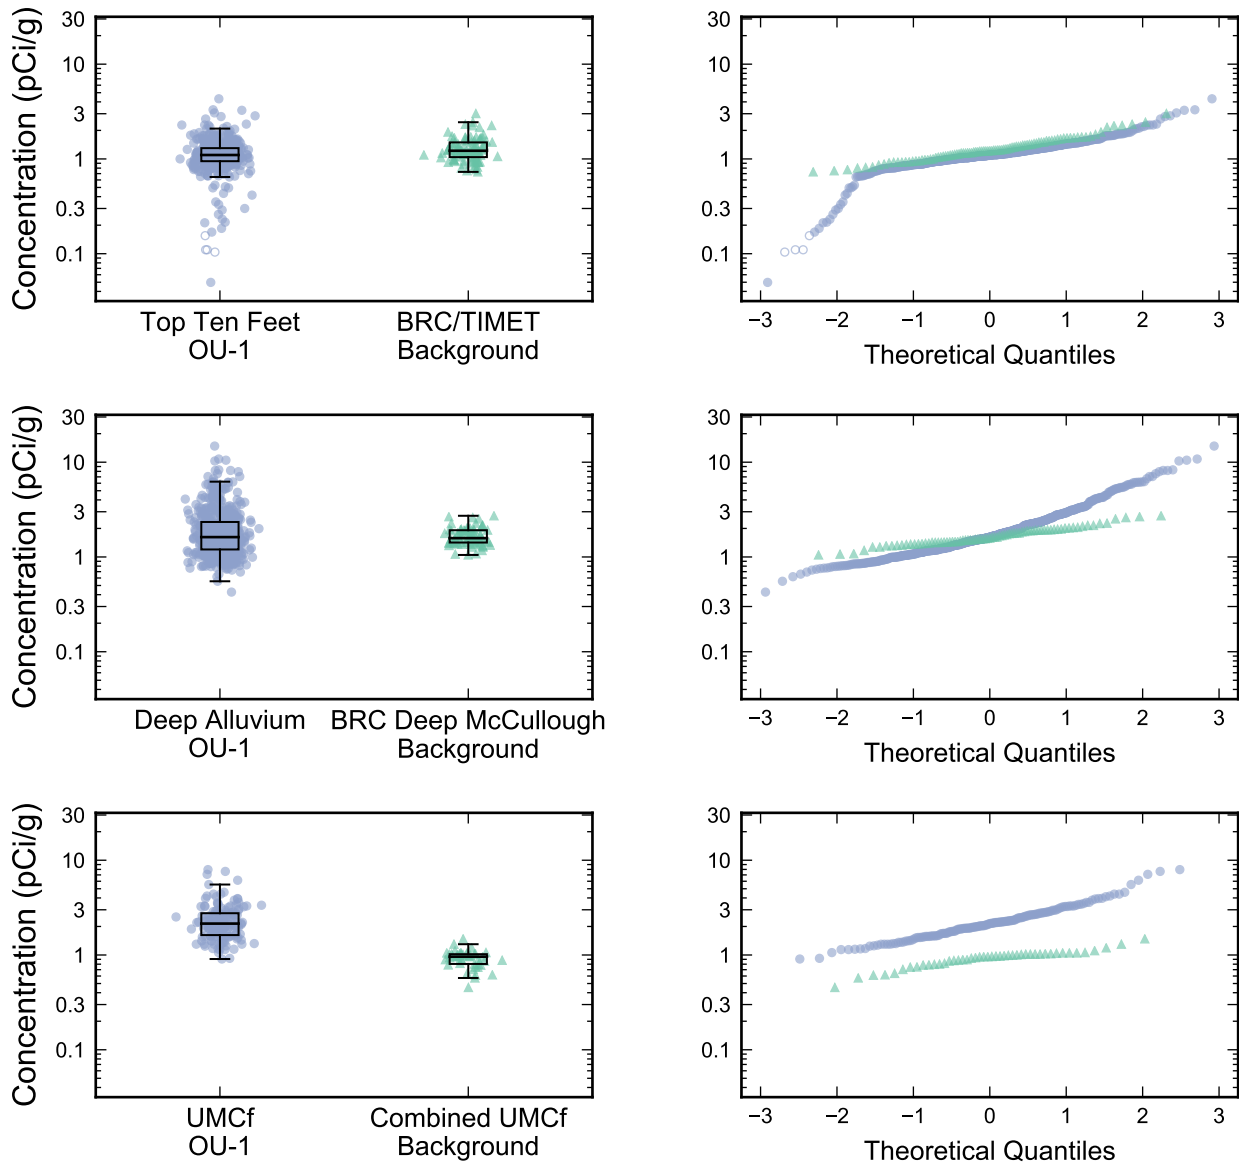 Concentration (pCi/g)
30
10
3
1
0.3
0.1
Top Ten Feet
OU-1
BRC/TIMET
Background
−3 −2 −1 0 1 2 3
Theoretical Quantiles
Concentration (pCi/g)
30
10
3
1
0.3
0.1
30
10
3
1
0.3
0.1
Deep Alluvium
OU-1
BRC Deep McCullough
Background
30
10
3
1
0.3
0.1
−3 −2 −1 0 1 2 3
Theoretical Quantiles
Concentration (pCi/g)
30
10
3
1
0.3
0.1
UMCf
OU-1
Combined UMCf
Background
30
10
3
1
0.3
0.1
−3 −2 −1 0 1 2 3
Theoretical Quantiles